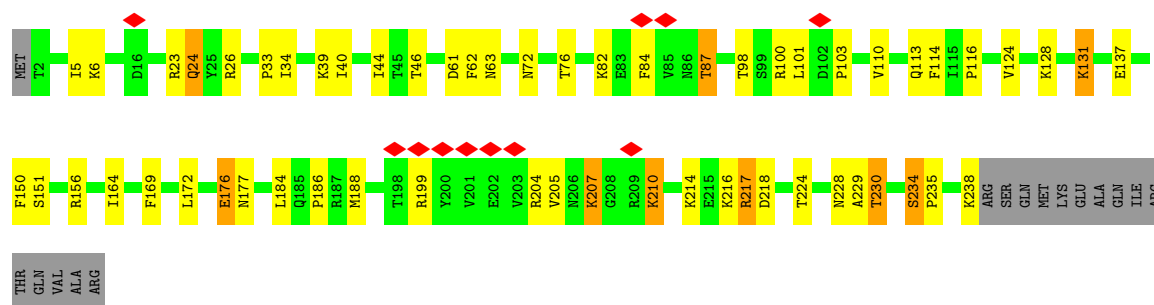 MET T2 I5 K6 D16 R23 Q24 Y25 R26 P33 I34 K39 I40 I44 T45 T46 D61 F62 N63 N72 T76 K82 E83 F84 V85 N86 T87 T98 S99 R100 L101 D102 P103 V110 Q113 F114 I115 P116 V124 K128 K131 E137
F150 S151 R156 I164 F169 L172 E176 N177 L184 Q185 P186 R187 M188 T198 R199 Y200 V201 E202 V203 R204 V205 N206 K207 G208 R209 K210 K214 E215 K216 R217 D218 T224 N228 A229 T230 S234 P235 K238 ARG SER GLN MET LYS GLU ALA GLN ILE ARG
THR GLN VAL ALA ARG